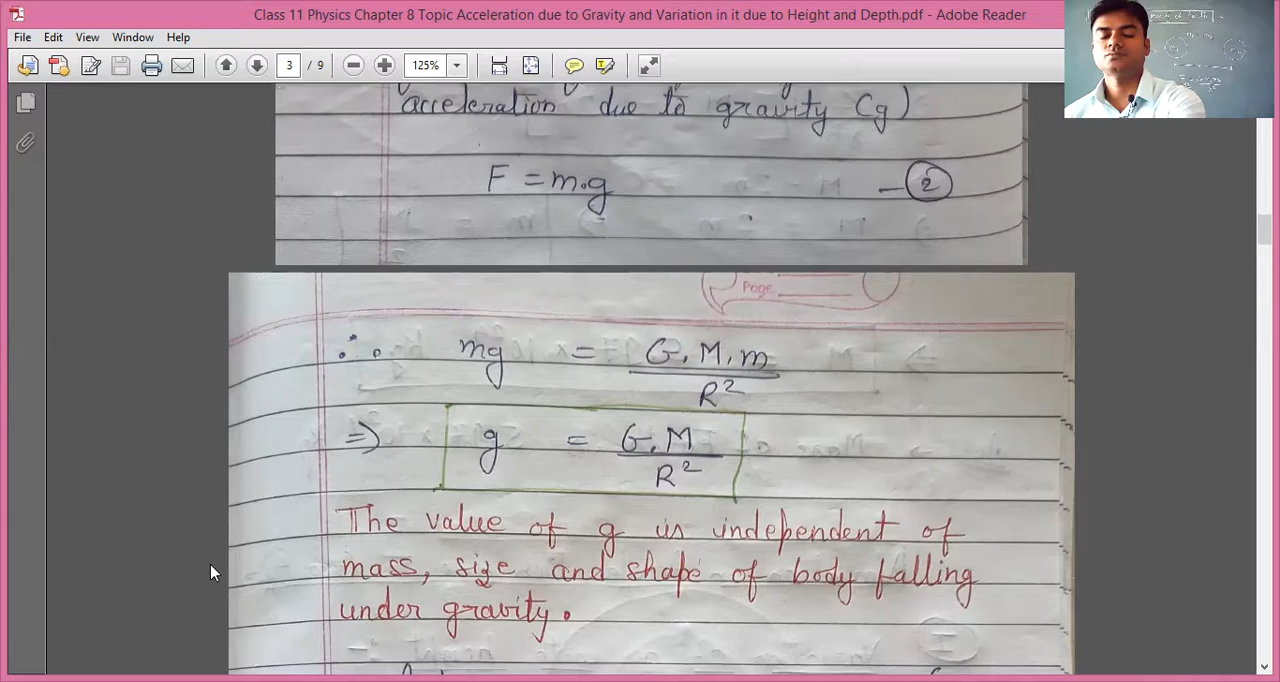 Class 11 Physics Chapter 8 Topic Acceleration due to Gravity and Variation in it due to Height and Depth.pdf - Adobe Reader
File Edit View Window Help
3 / 9 125%
acceleration due to gravity (g)
F = m.g — 2
Page
∴ mg = G.M.m / R²
⇒ g = G.M / R²
The value of g is independent of
mass, size and shape of body falling
under gravity.